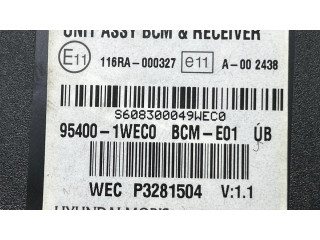 UNIT ASSY BCM & RECEIVER
E11 116RA-000327 e11 A-00 2438
S608300049WEC0
95400-1WEC0 BCM-E01 UB
WEC P3281504 V:1.1
HYUNDAI MOBIS